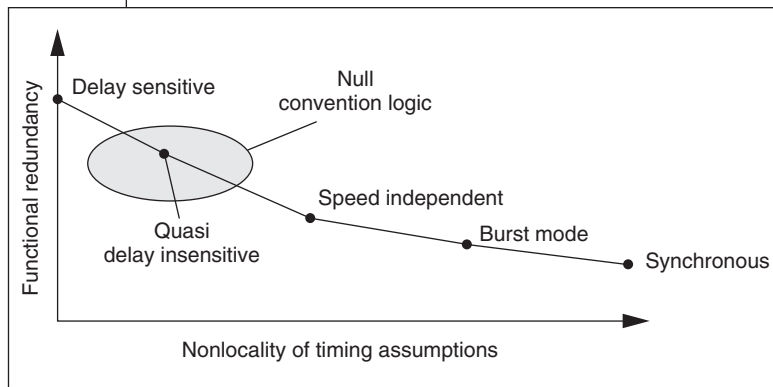 Functional redundancy
Delay sensitive
Null
convention logic
Quasi
delay insensitive
Speed independent
Burst mode
Synchronous
Nonlocality of timing assumptions